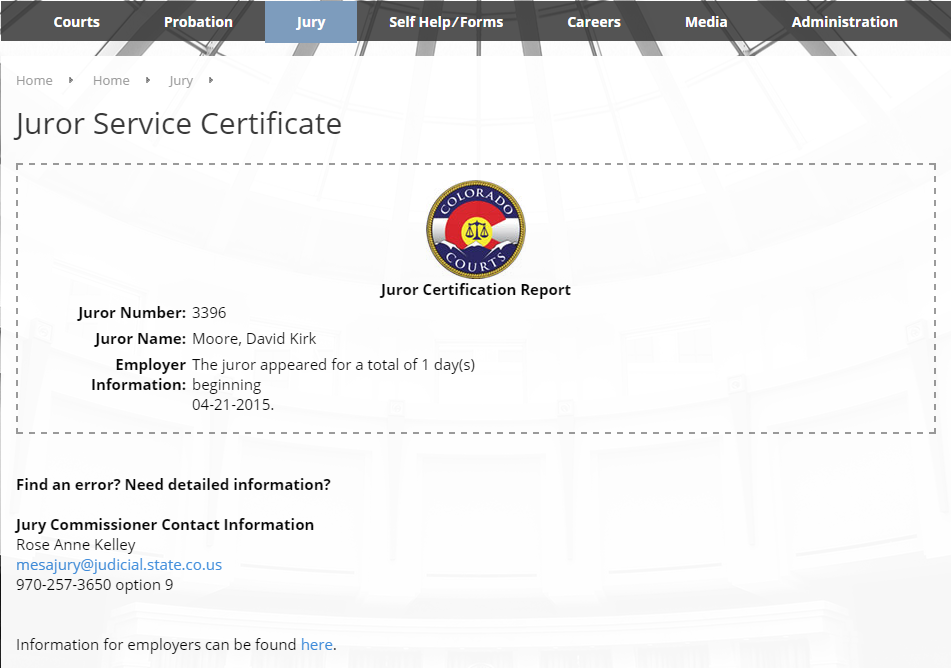 Courts Probation Jury Self Help/Forms Careers Media Administration
Home Home Jury
Juror Service Certificate
COLORADO
COURTS
Juror Certification Report
Juror Number: 3396
Juror Name: Moore, David Kirk
Employer The juror appeared for a total of 1 day(s)
Information: beginning
04-21-2015.
Find an error? Need detailed information?
Jury Commissioner Contact Information
Rose Anne Kelley
mesajury@judicial.state.co.us
970-257-3650 option 9
Information for employers can be found here.